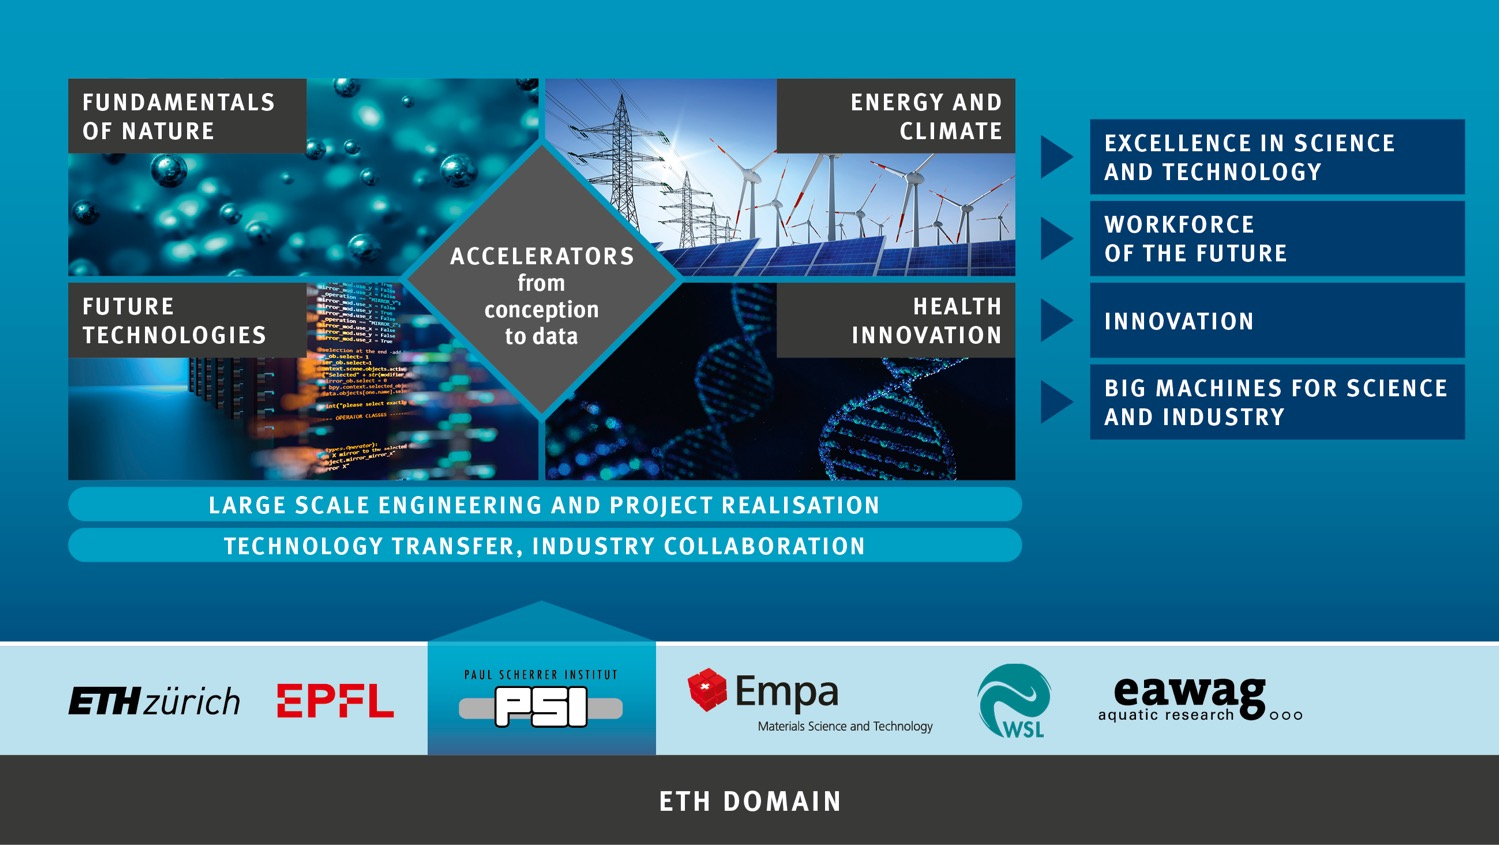 FUNDAMENTALS
OF NATURE
ENERGY AND
CLIMATE
ACCELERATORS
from
conception
to data
FUTURE
TECHNOLOGIES
HEALTH
INNOVATION
EXCELLENCE IN SCIENCE
AND TECHNOLOGY
WORKFORCE
OF THE FUTURE
INNOVATION
BIG MACHINES FOR SCIENCE
AND INDUSTRY
LARGE SCALE ENGINEERING AND PROJECT REALISATION
TECHNOLOGY TRANSFER, INDUSTRY COLLABORATION
ETH zürich
EPFL
PAUL SCHERRER INSTITUT
PSI
Empa
Materials Science and Technology
WSL
eawag
aquatic research
ETH DOMAIN